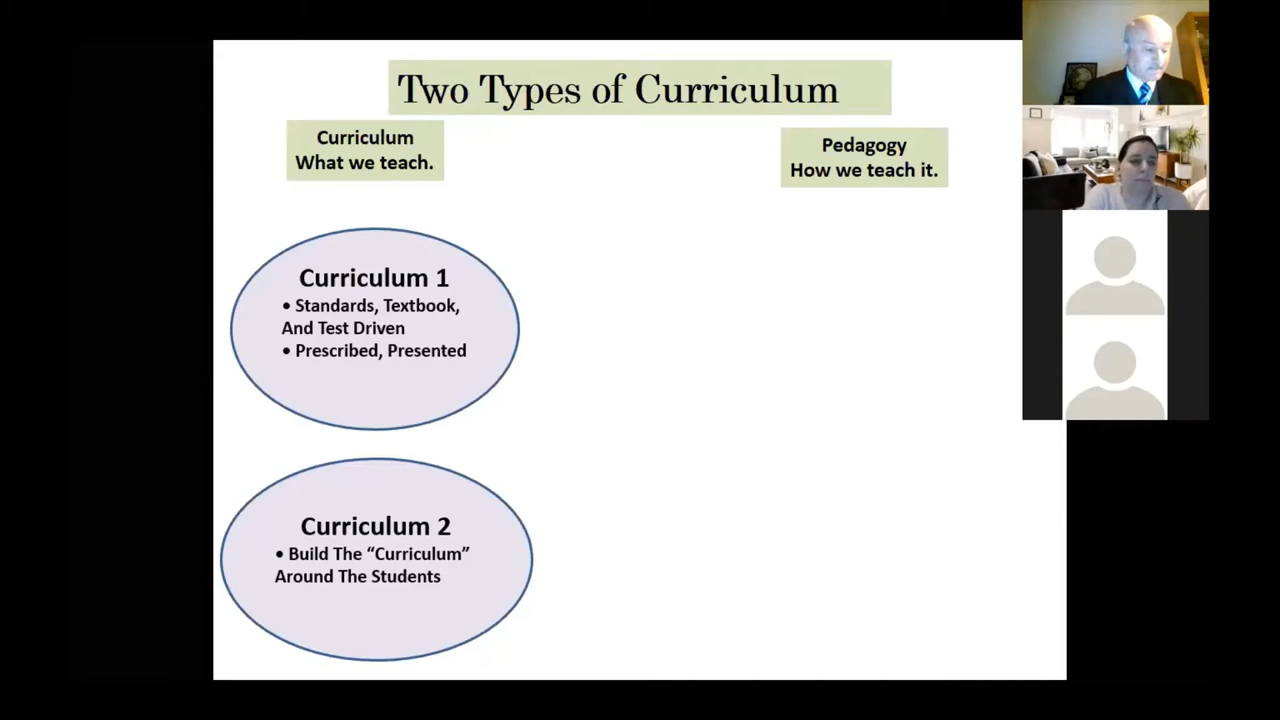 Two Types of Curriculum
Curriculum
What we teach.
Pedagogy
How we teach it.
Curriculum 1
• Standards, Textbook,
And Test Driven
• Prescribed, Presented
Curriculum 2
• Build The “Curriculum”
Around The Students